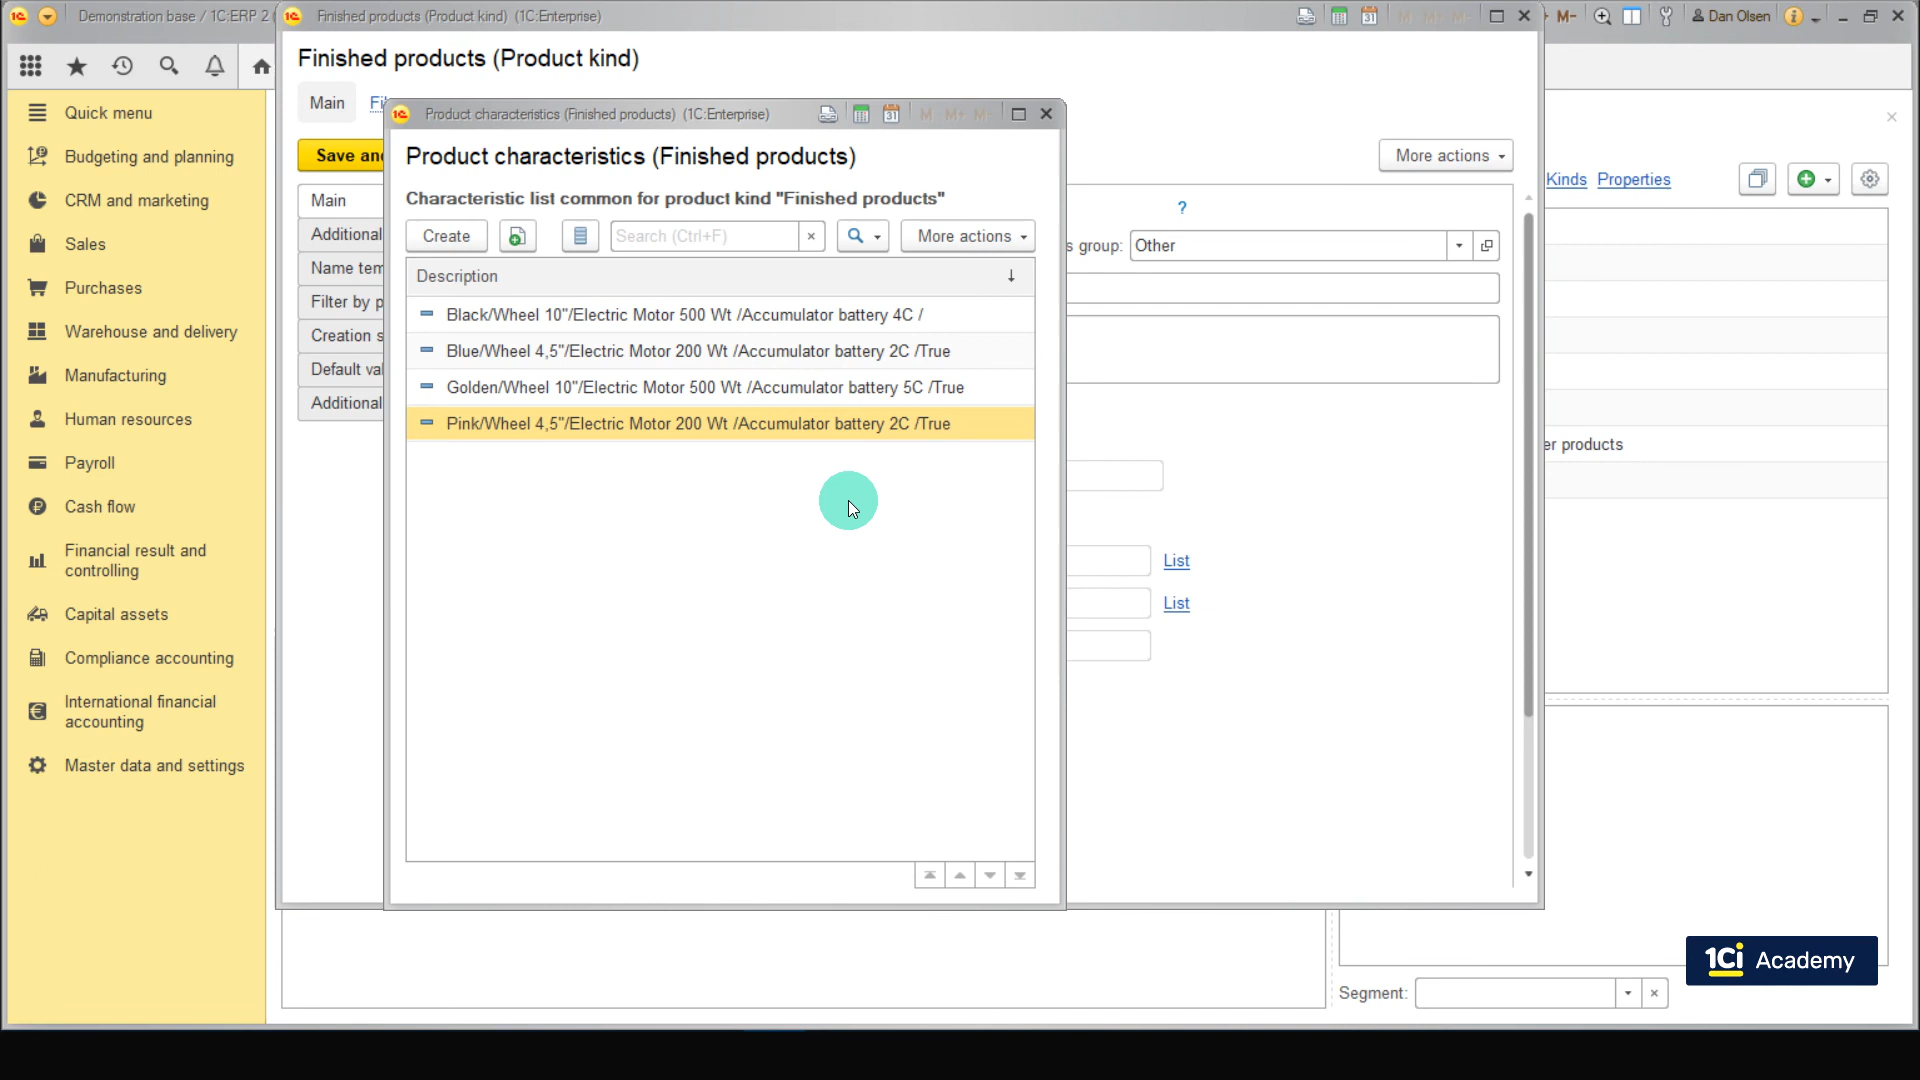 Demonstration base / 1C:ERP 2
Finished products (Product kind) (1C:Enterprise)
M-
Dan Olsen
Finished products (Product kind)
Main
Product characteristics (Finished products) (1C:Enterprise)
31
M M+ M-
Product characteristics (Finished products)
Characteristic list common for product kind "Finished products"
Create
Search (Ctrl+F)
More actions
Description
Black/Wheel 10"/Electric Motor 500 Wt /Accumulator battery 4C /
Blue/Wheel 4,5"/Electric Motor 200 Wt /Accumulator battery 2C /True
Golden/Wheel 10"/Electric Motor 500 Wt /Accumulator battery 5C /True
Pink/Wheel 4,5"/Electric Motor 200 Wt /Accumulator battery 2C /True
Quick menu
Budgeting and planning
CRM and marketing
Sales
Purchases
Warehouse and delivery
Manufacturing
Human resources
Payroll
Cash flow
Financial result and
controlling
Capital assets
Compliance accounting
International financial
accounting
Master data and settings
Save an
Main
Additional
Name tem
Filter by p
Creation s
Default val
Additional
More actions
?
s group: Other
List
List
Kinds Properties
er products
Segment:
1Ci Academy